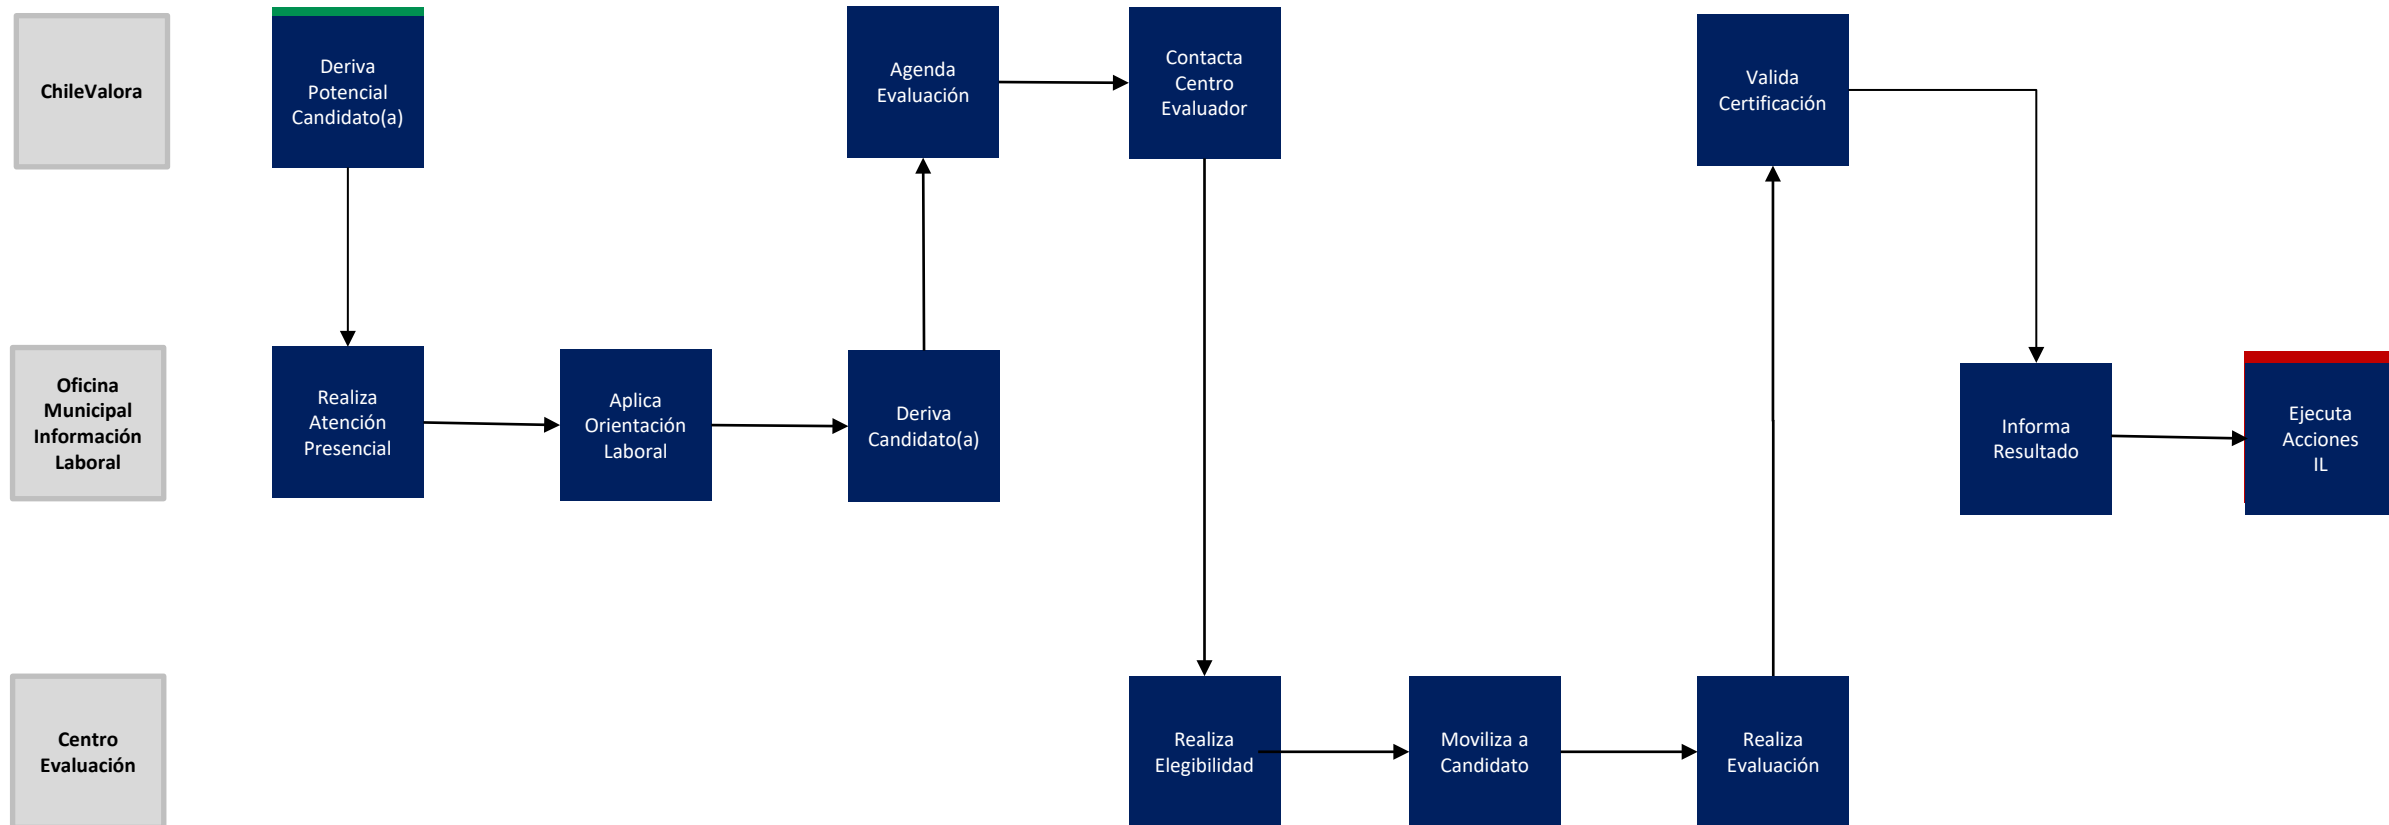 ChileValora
Deriva
Potencial
Candidato(a)
Agenda
Evaluación
Contacta
Centro
Evaluador
Valida
Certificación
Oficina
Municipal
Información
Laboral
Realiza
Atención
Presencial
Aplica
Orientación
Laboral
Deriva
Candidato(a)
Informa
Resultado
Ejecuta
Acciones
IL
Centro
Evaluación
Realiza
Elegibilidad
Moviliza a
Candidato
Realiza
Evaluación